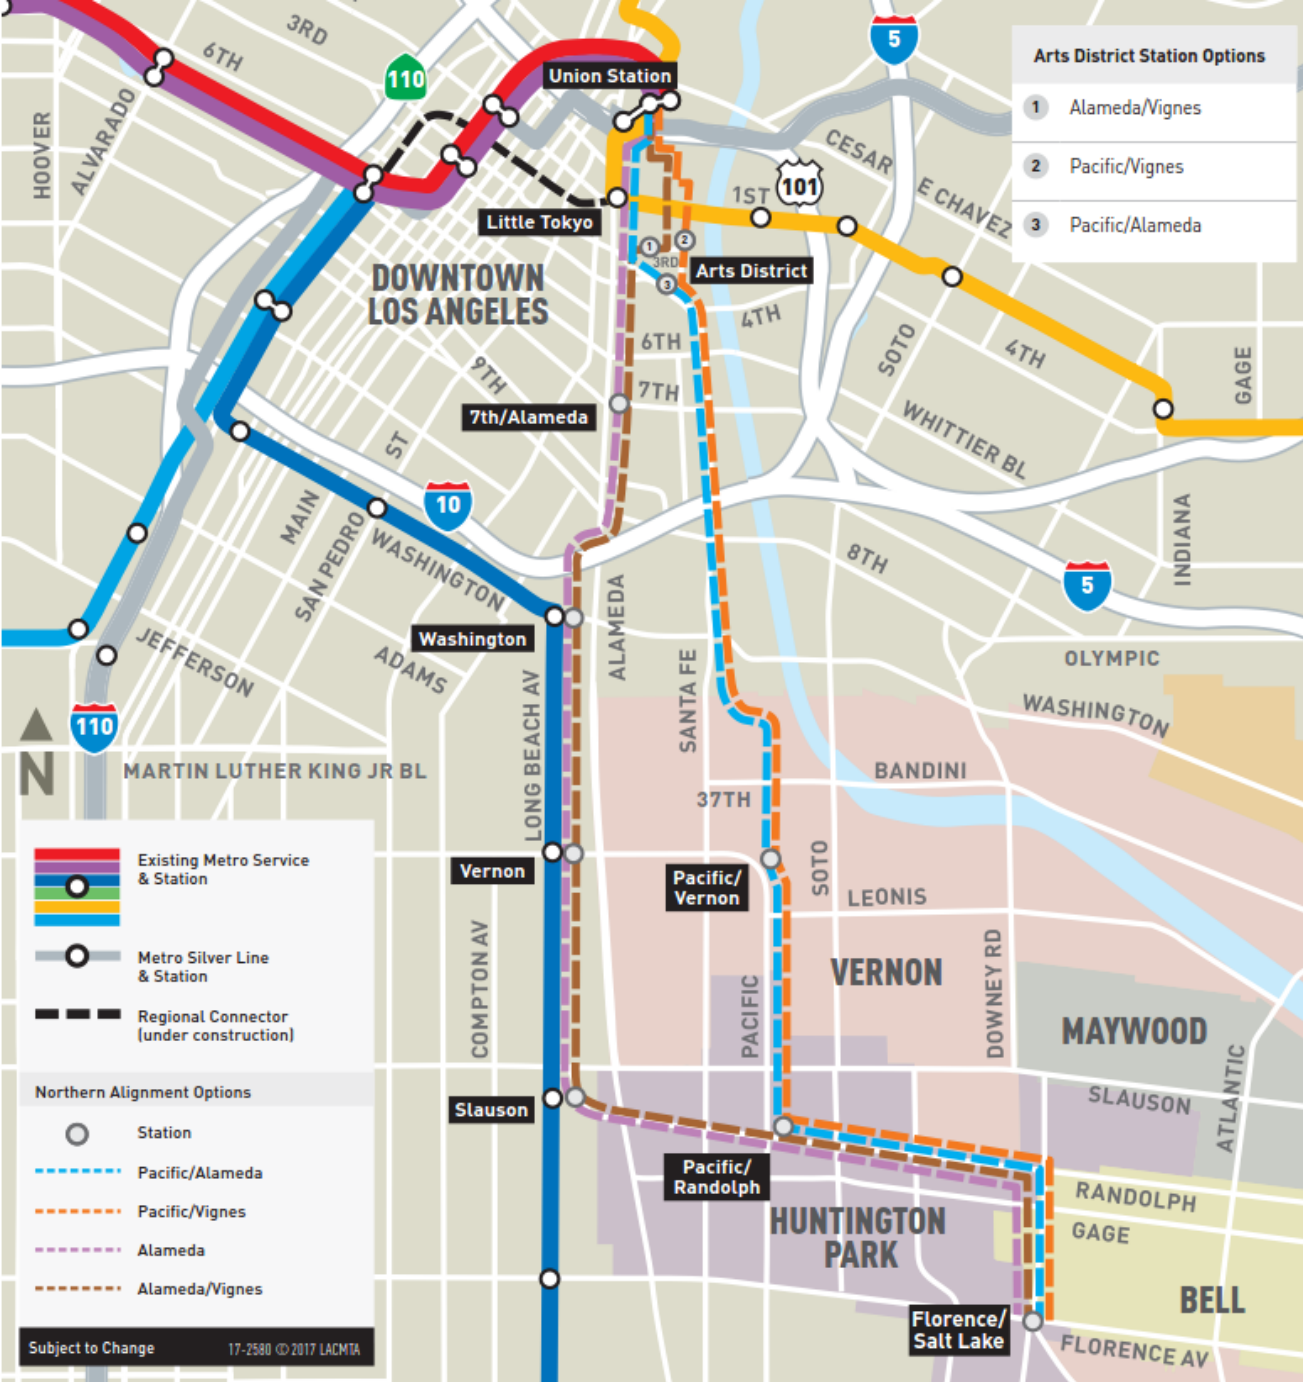 3RD
6TH
110
5
Union Station
Arts District Station Options
1 Alameda/Vignes
2 Pacific/Vignes
3 Pacific/Alameda
HOOVER
ALVARADO
CESAR
E CHAVEZ
101
1ST
Little Tokyo
1
2
3RD
3
Arts District
DOWNTOWN
LOS ANGELES
4TH
6TH
SOTO
4TH
GAGE
9TH
7TH
7th/Alameda
WHITTIER BL
ST
10
MAIN
SAN PEDRO
WASHINGTON
8TH
INDIANA
5
ALAMEDA
Washington
JEFFERSON
ADAMS
OLYMPIC
SANTA FE
WASHINGTON
110
N
MARTIN LUTHER KING JR BL
LONG BEACH AV
BANDINI
37TH
Vernon
Pacific/
Vernon
SOTO
LEONIS
COMPTON AV
PACIFIC
VERNON
DOWNEY RD
MAYWOOD
Slauson
SLAUSON
ATLANTIC
Pacific/
Randolph
RANDOLPH
GAGE
HUNTINGTON
PARK
BELL
Florence/
Salt Lake
FLORENCE AV
Existing Metro Service
& Station
Metro Silver Line
& Station
Regional Connector
(under construction)
Northern Alignment Options
Station
Pacific/Alameda
Pacific/Vignes
Alameda
Alameda/Vignes
Subject to Change 17-2580 © 2017 LACMTA